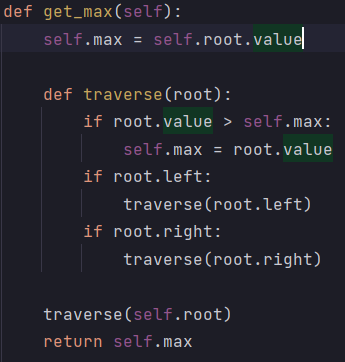 def get_max(self):
    self.max = self.root.value

    def traverse(root):
        if root.value > self.max:
            self.max = root.value
        if root.left:
            traverse(root.left)
        if root.right:
            traverse(root.right)

    traverse(self.root)
    return self.max